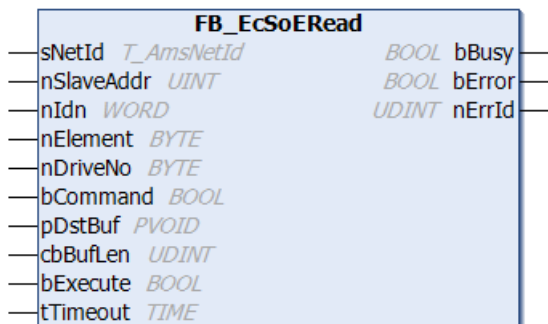 FB_EcSoERead
sNetId T_AmsNetId BOOL bBusy
nSlaveAddr UINT BOOL bError
nIdn WORD UDINT nErrId
nElement BYTE
nDriveNo BYTE
bCommand BOOL
pDstBuf PVOID
cbBufLen UDINT
bExecute BOOL
tTimeout TIME